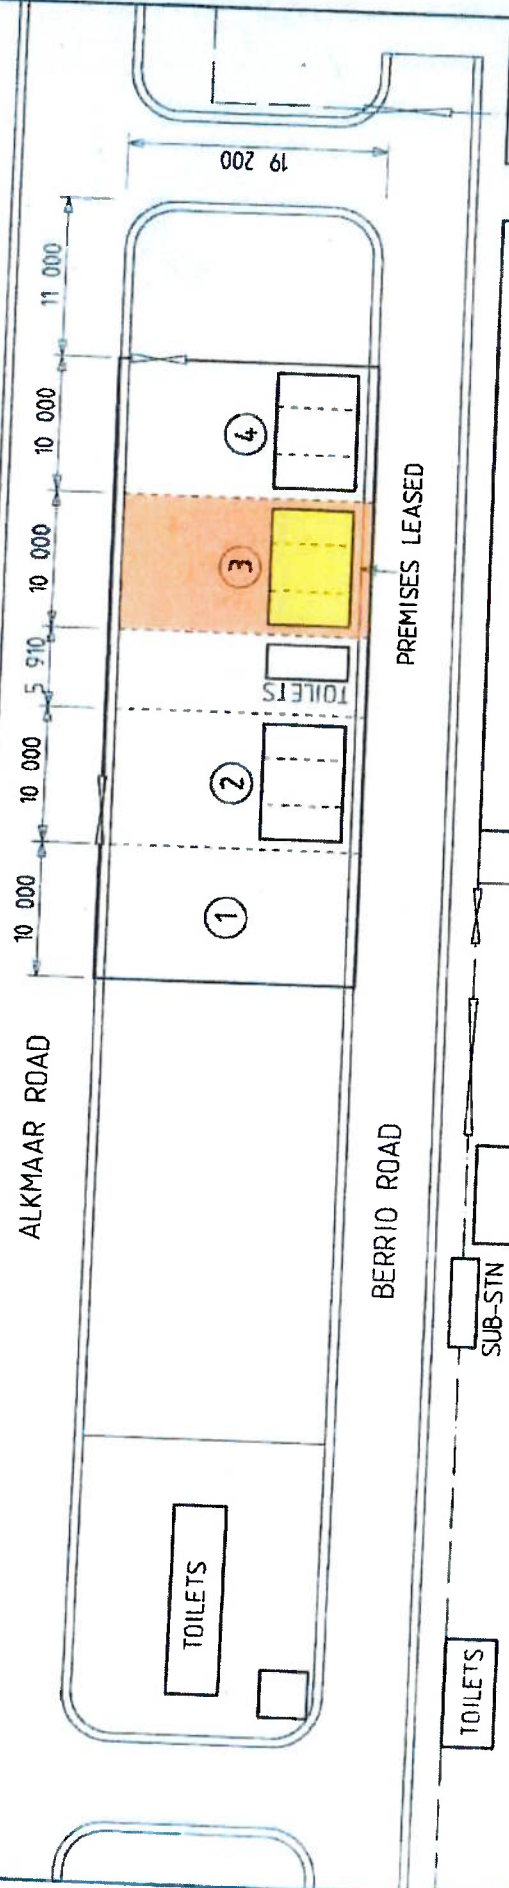 19 200
11 000
10 000
10 000
5 910
10 000
10 000
4
3
2
1
TOILETS
PREMISES LEASED
ALKMAAR ROAD
BERRIO ROAD
SUB-STN
TOILETS
TOILETS